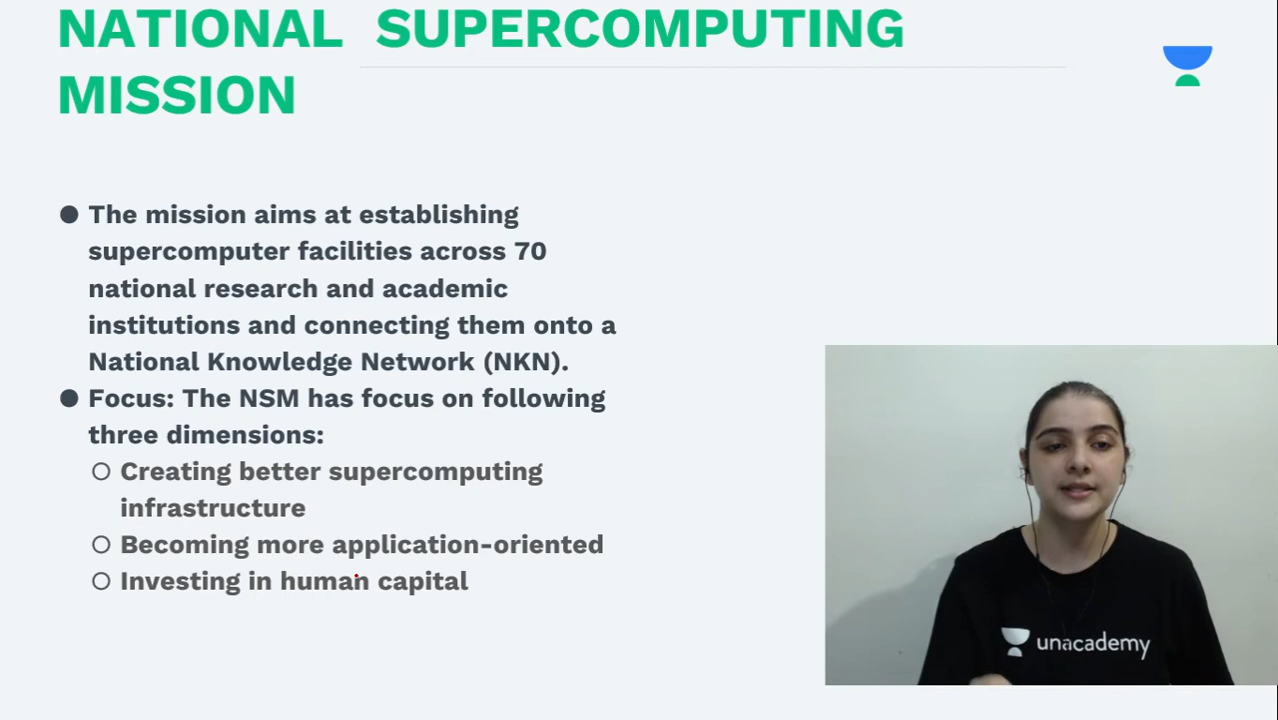 NATIONAL SUPERCOMPUTING
MISSION
● The mission aims at establishing
supercomputer facilities across 70
national research and academic
institutions and connecting them onto a
National Knowledge Network (NKN).
● Focus: The NSM has focus on following
three dimensions:
○ Creating better supercomputing
infrastructure
○ Becoming more application-oriented
○ Investing in human capital
unacademy